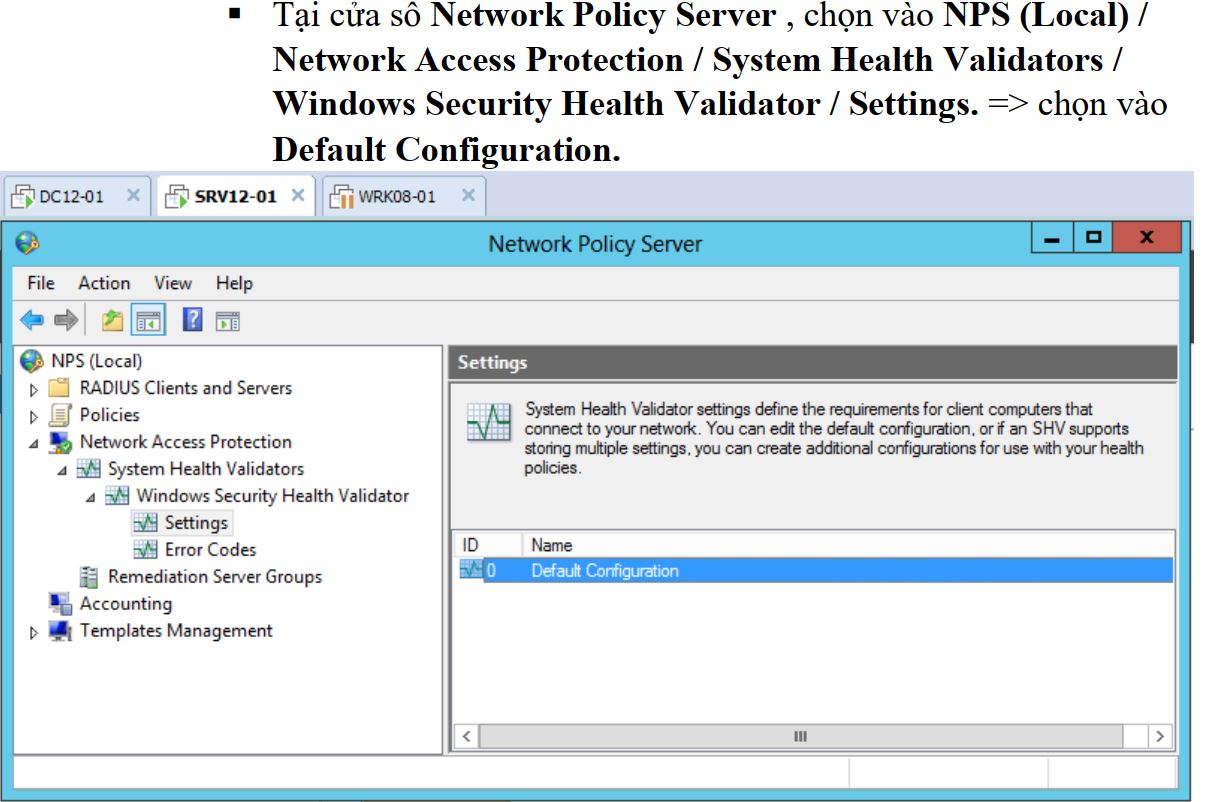 ▪ Tại cửa sổ Network Policy Server , chọn vào NPS (Local) /
Network Access Protection / System Health Validators /
Windows Security Health Validator / Settings. => chọn vào
Default Configuration.
DC12-01
SRV12-01
WRK08-01
Network Policy Server
File Action View Help
NPS (Local)
RADIUS Clients and Servers
Policies
Network Access Protection
System Health Validators
Windows Security Health Validator
Settings
Error Codes
Remediation Server Groups
Accounting
Templates Management
Settings
System Health Validator settings define the requirements for client computers that
connect to your network. You can edit the default configuration, or if an SHV supports
storing multiple settings, you can create additional configurations for use with your health
policies.
ID Name
0 Default Configuration